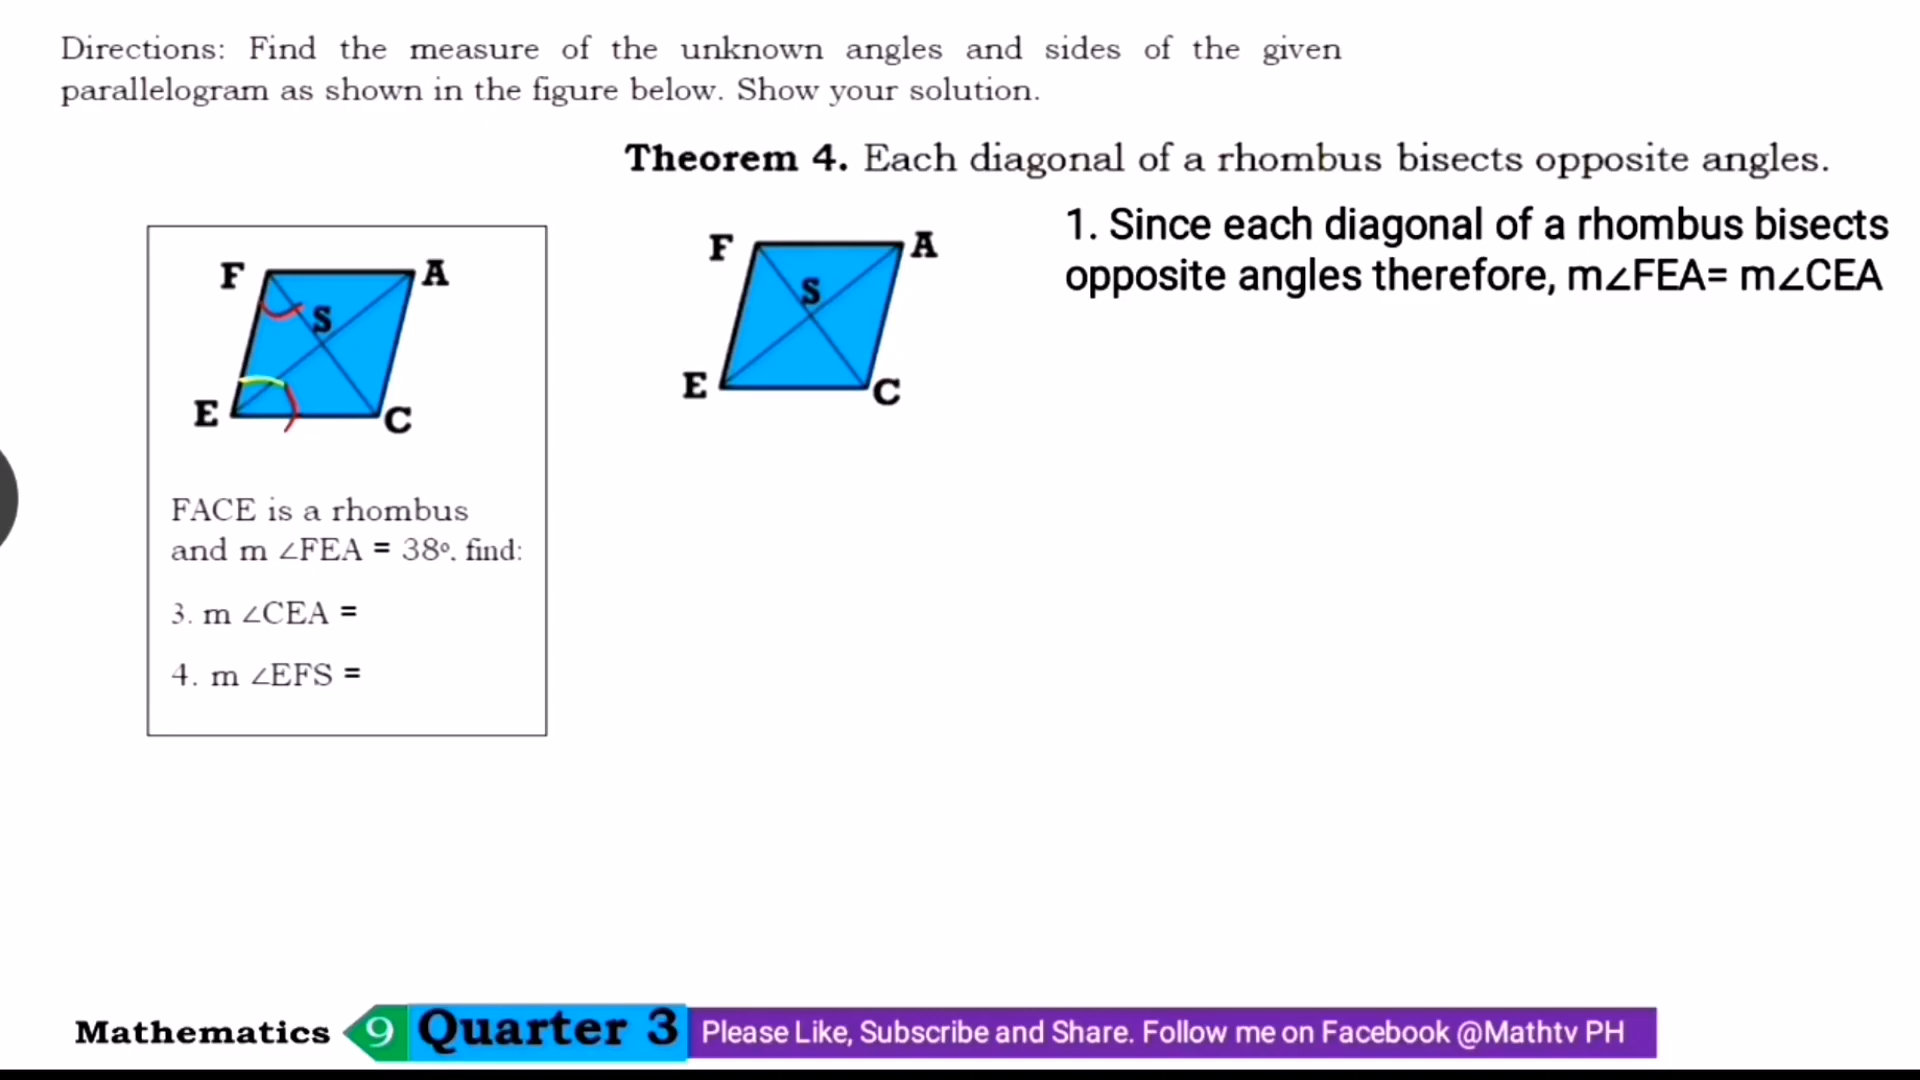 Directions: Find the measure of the unknown angles and sides of the given
parallelogram as shown in the figure below. Show your solution.
Theorem 4. Each diagonal of a rhombus bisects opposite angles.
1. Since each diagonal of a rhombus bisects
opposite angles therefore, m∠FEA= m∠CEA
F A
S
E C
F A
S
E C
FACE is a rhombus
and m ∠FEA = 38º. find:
3. m ∠CEA =
4. m ∠EFS =
Mathematics 9 Quarter 3 Please Like, Subscribe and Share. Follow me on Facebook @Mathtv PH